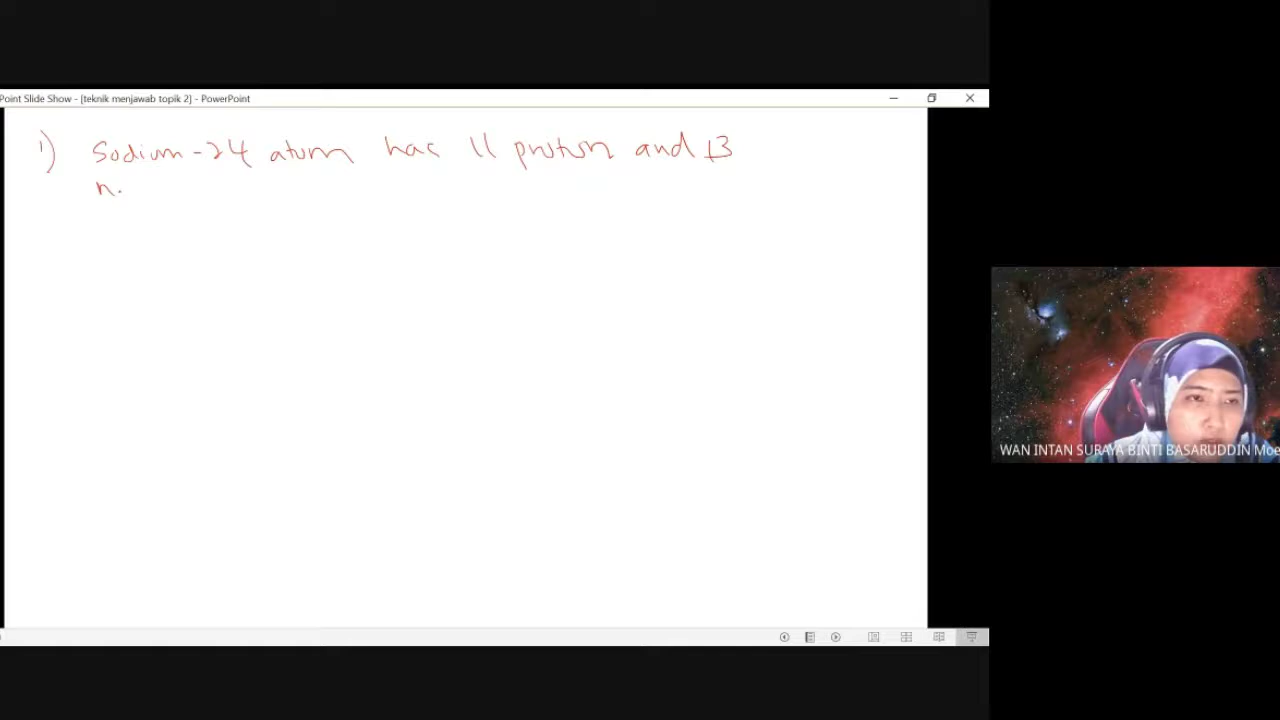 Point Slide Show - [teknik menjawab topik 2] - PowerPoint
1) Sodium-24 atom has 11 proton and 13
n.
WAN INTAN SURAYA BINTI BASARUDDIN Moe